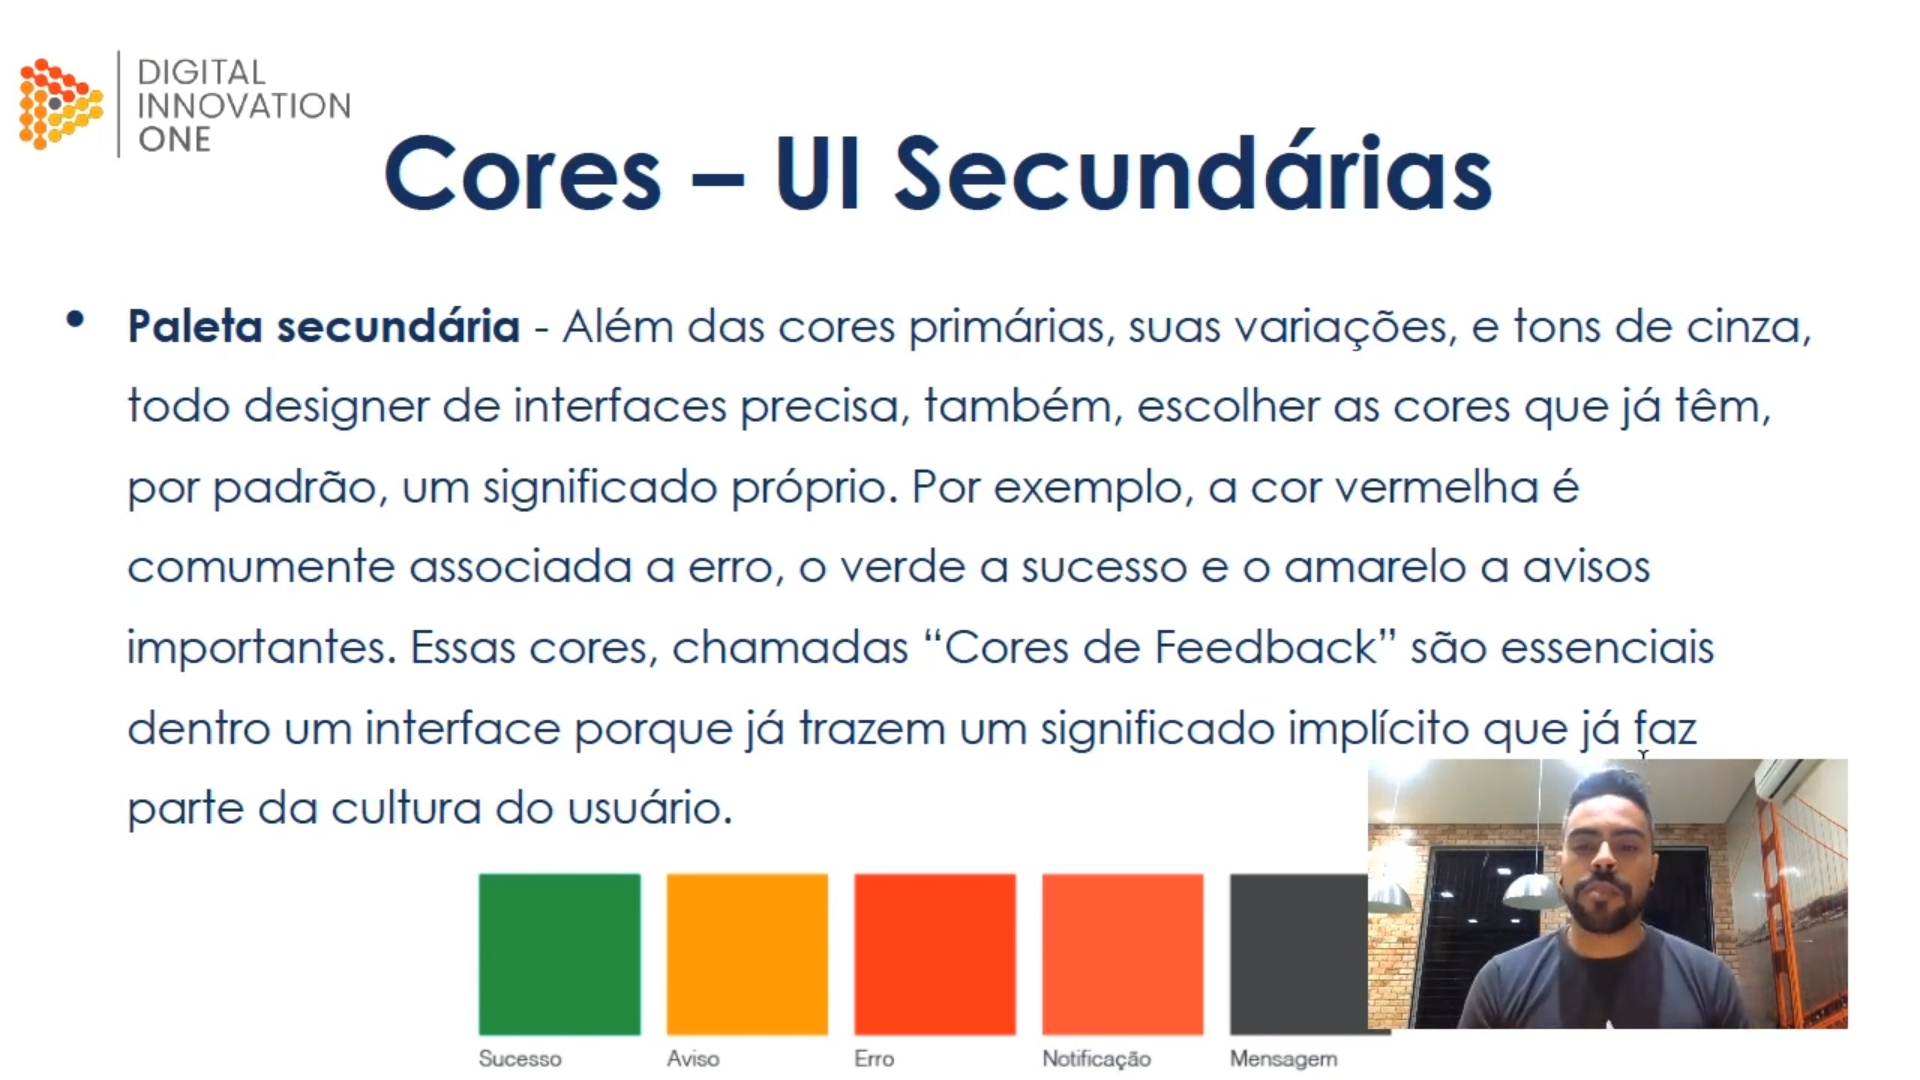 DIGITAL
INNOVATION
ONE
Cores – UI Secundárias
• Paleta secundária - Além das cores primárias, suas variações, e tons de cinza,
todo designer de interfaces precisa, também, escolher as cores que já têm,
por padrão, um significado próprio. Por exemplo, a cor vermelha é
comumente associada a erro, o verde a sucesso e o amarelo a avisos
importantes. Essas cores, chamadas “Cores de Feedback” são essenciais
dentro um interface porque já trazem um significado implícito que já faz
parte da cultura do usuário.
Sucesso
Aviso
Erro
Notificação
Mensagem